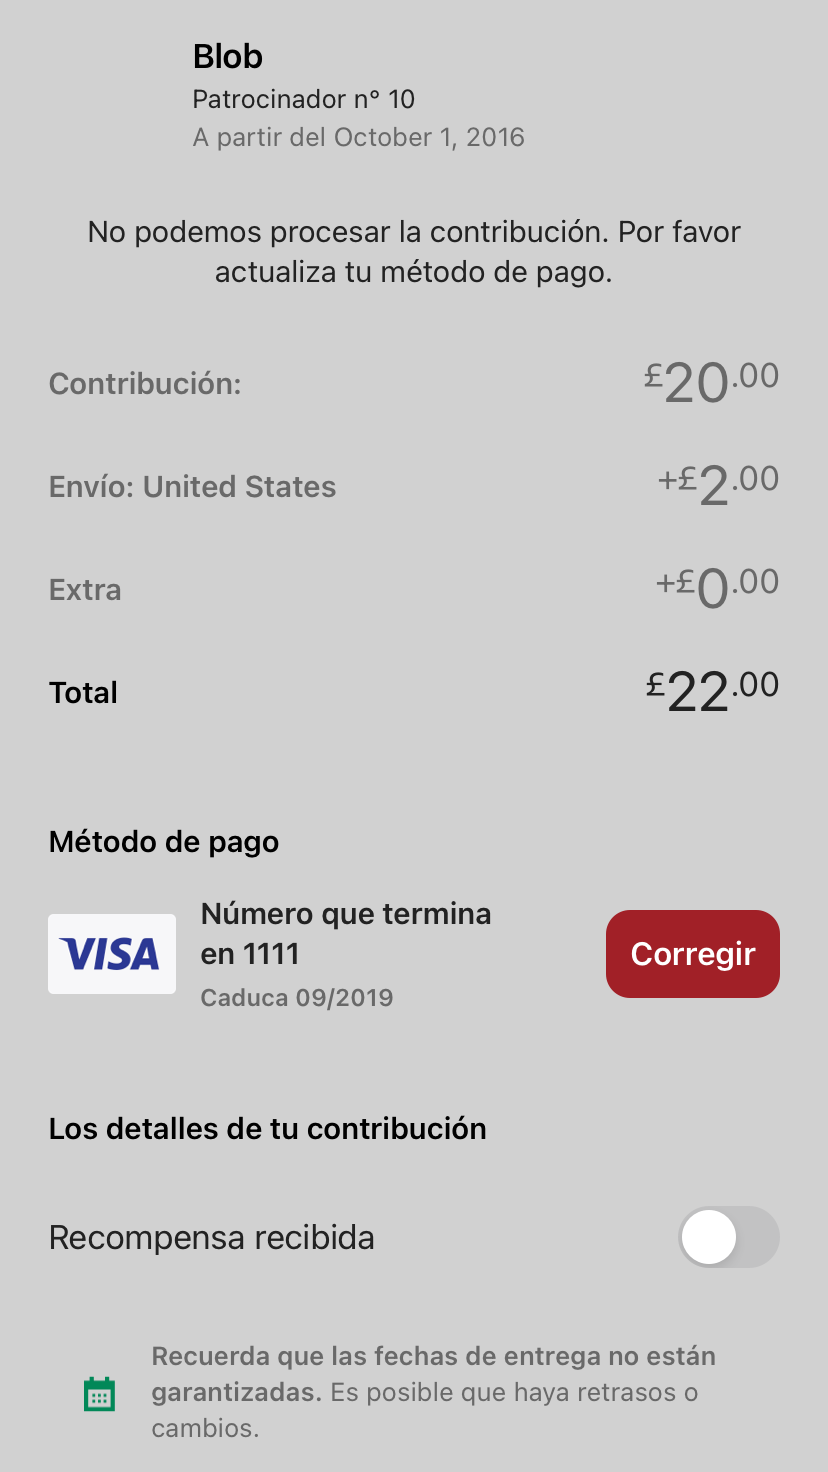 Blob
Patrocinador n° 10
A partir del October 1, 2016
No podemos procesar la contribución. Por favor
actualiza tu método de pago.
Contribución: £20.00
Envío: United States +£2.00
Extra +£0.00
Total £22.00
Método de pago
VISA
Número que termina
en 1111
Caduca 09/2019
Corregir
Los detalles de tu contribución
Recompensa recibida
Recuerda que las fechas de entrega no están
garantizadas. Es posible que haya retrasos o
cambios.